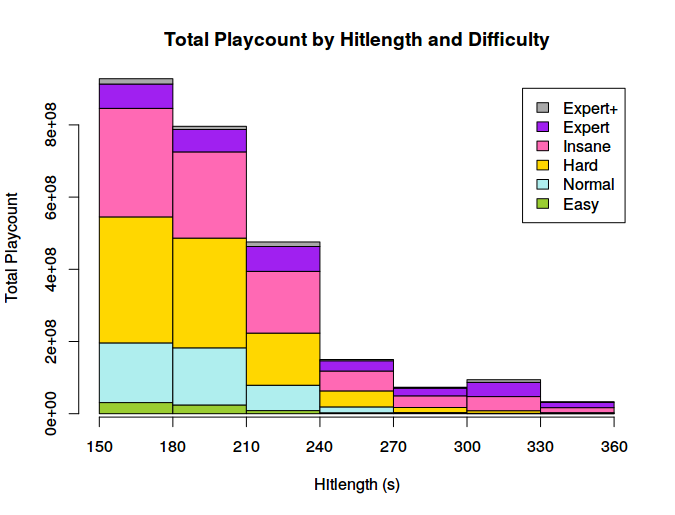 Total Playcount by Hitlength and Difficulty
Total Playcount
8e+08
6e+08
4e+08
2e+08
0e+00
Expert+
Expert
Insane
Hard
Normal
Easy
150 180 210 240 270 300 330 360
Hitlength (s)